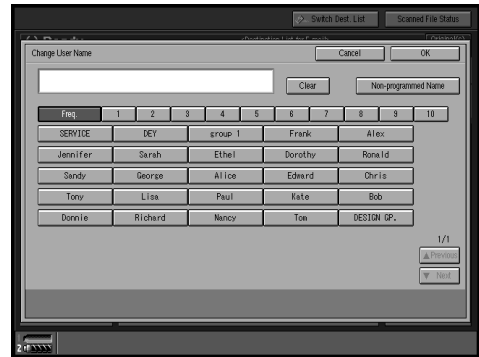 Switch Dest. List Scanned File Status
Change User Name Cancel OK
Clear Non-programmed Name
Freq. 1 2 3 4 5 6 7 8 9 10
SERVICE DEY group 1 Frank Alex
Jennifer Sarah Ethel Dorothy Ronald
Sandy George Alice Edward Chris
Tony Lisa Paul Kate Bob
Donnie Richard Nancy Tom DESIGN GP.
1/1
▲ Previous
▼ Next
2